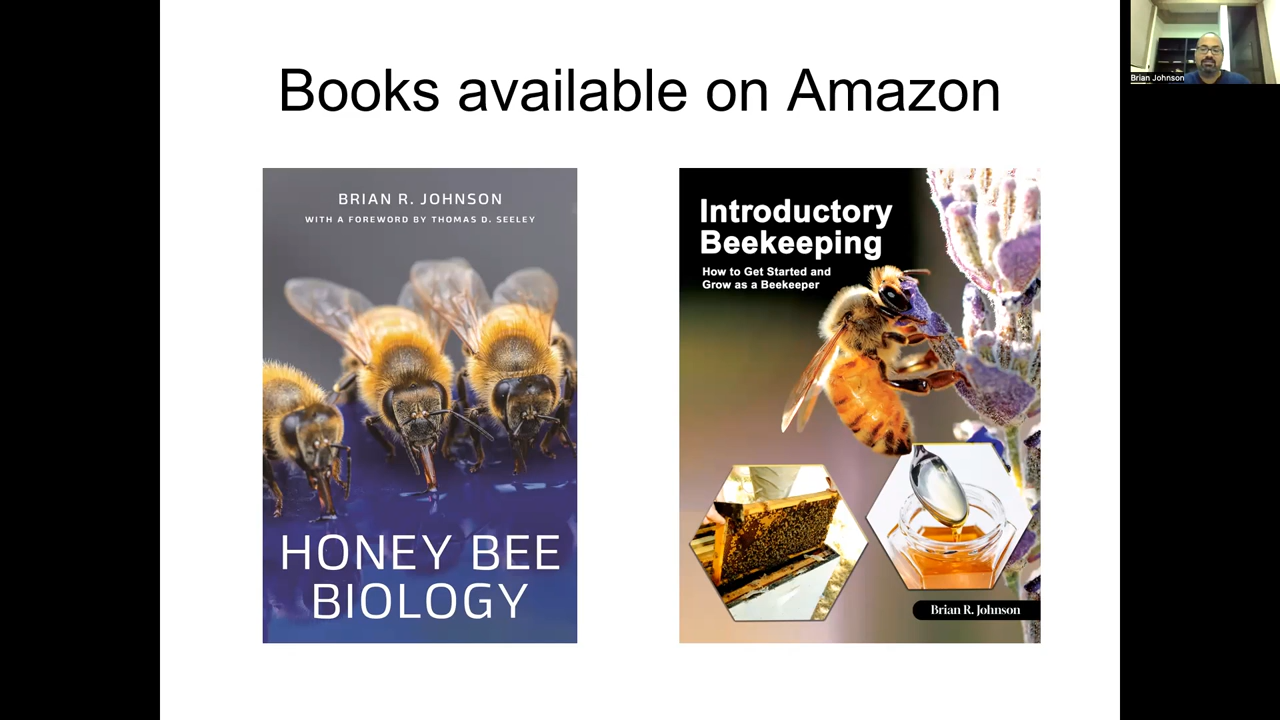 Books available on Amazon
BRIAN R. JOHNSON
WITH A FOREWORD BY THOMAS D. SEELEY
HONEY BEE
BIOLOGY
Introductory
Beekeeping
How to Get Started and
Grow as a Beekeeper
Brian R. Johnson
Brian Johnson